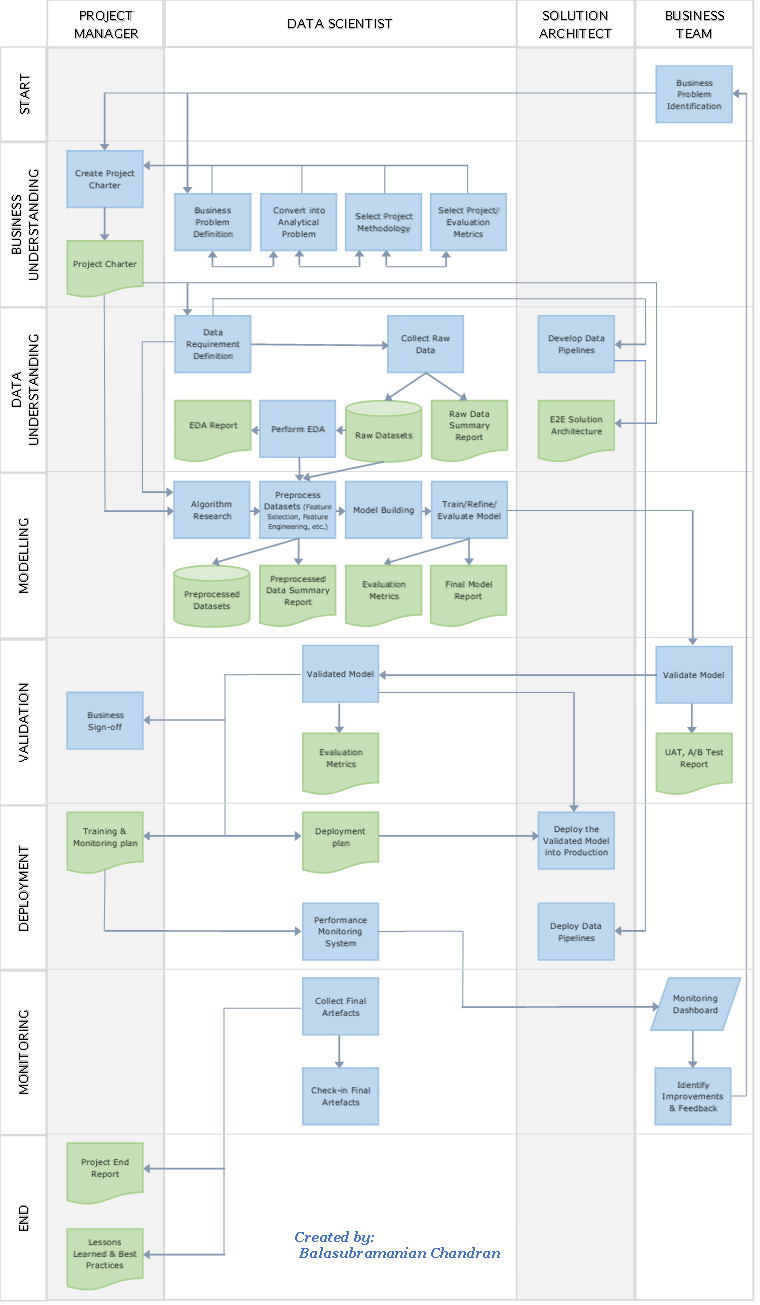 PROJECT
MANAGER
DATA SCIENTIST
SOLUTION
ARCHITECT
BUSINESS
TEAM
START
Business
Problem
Identification
BUSINESS
UNDERSTANDING
Create Project
Charter
Business
Problem
Definition
Convert into
Analytical
Problem
Select Project
Methodology
Select Project/
Evaluation
Metrics
Project Charter
DATA
UNDERSTANDING
Data
Requirement
Definition
Collect Raw
Data
Develop Data
Pipelines
EDA Report
Perform EDA
Raw Datasets
Raw Data
Summary
Report
E2E Solution
Architecture
MODELLING
Algorithm
Research
Preprocess
Datasets (Feature
Selection, Feature
Engineering, etc.)
Model Building
Train/Refine/
Evaluate Model
Preprocessed
Datasets
Preprocessed
Data Summary
Report
Evaluation
Metrics
Final Model
Report
VALIDATION
Validated Model
Validate Model
Business
Sign-off
Evaluation
Metrics
UAT, A/B Test
Report
DEPLOYMENT
Training &
Monitoring plan
Deployment
plan
Deploy the
Validated Model
into Production
Performance
Monitoring
System
Deploy Data
Pipelines
MONITORING
Collect Final
Artefacts
Monitoring
Dashboard
Check-in Final
Artefacts
Identify
Improvements
& Feedback
END
Project End
Report
Lessons
Learned & Best
Practices
Created by:
Balasubramanian Chandran